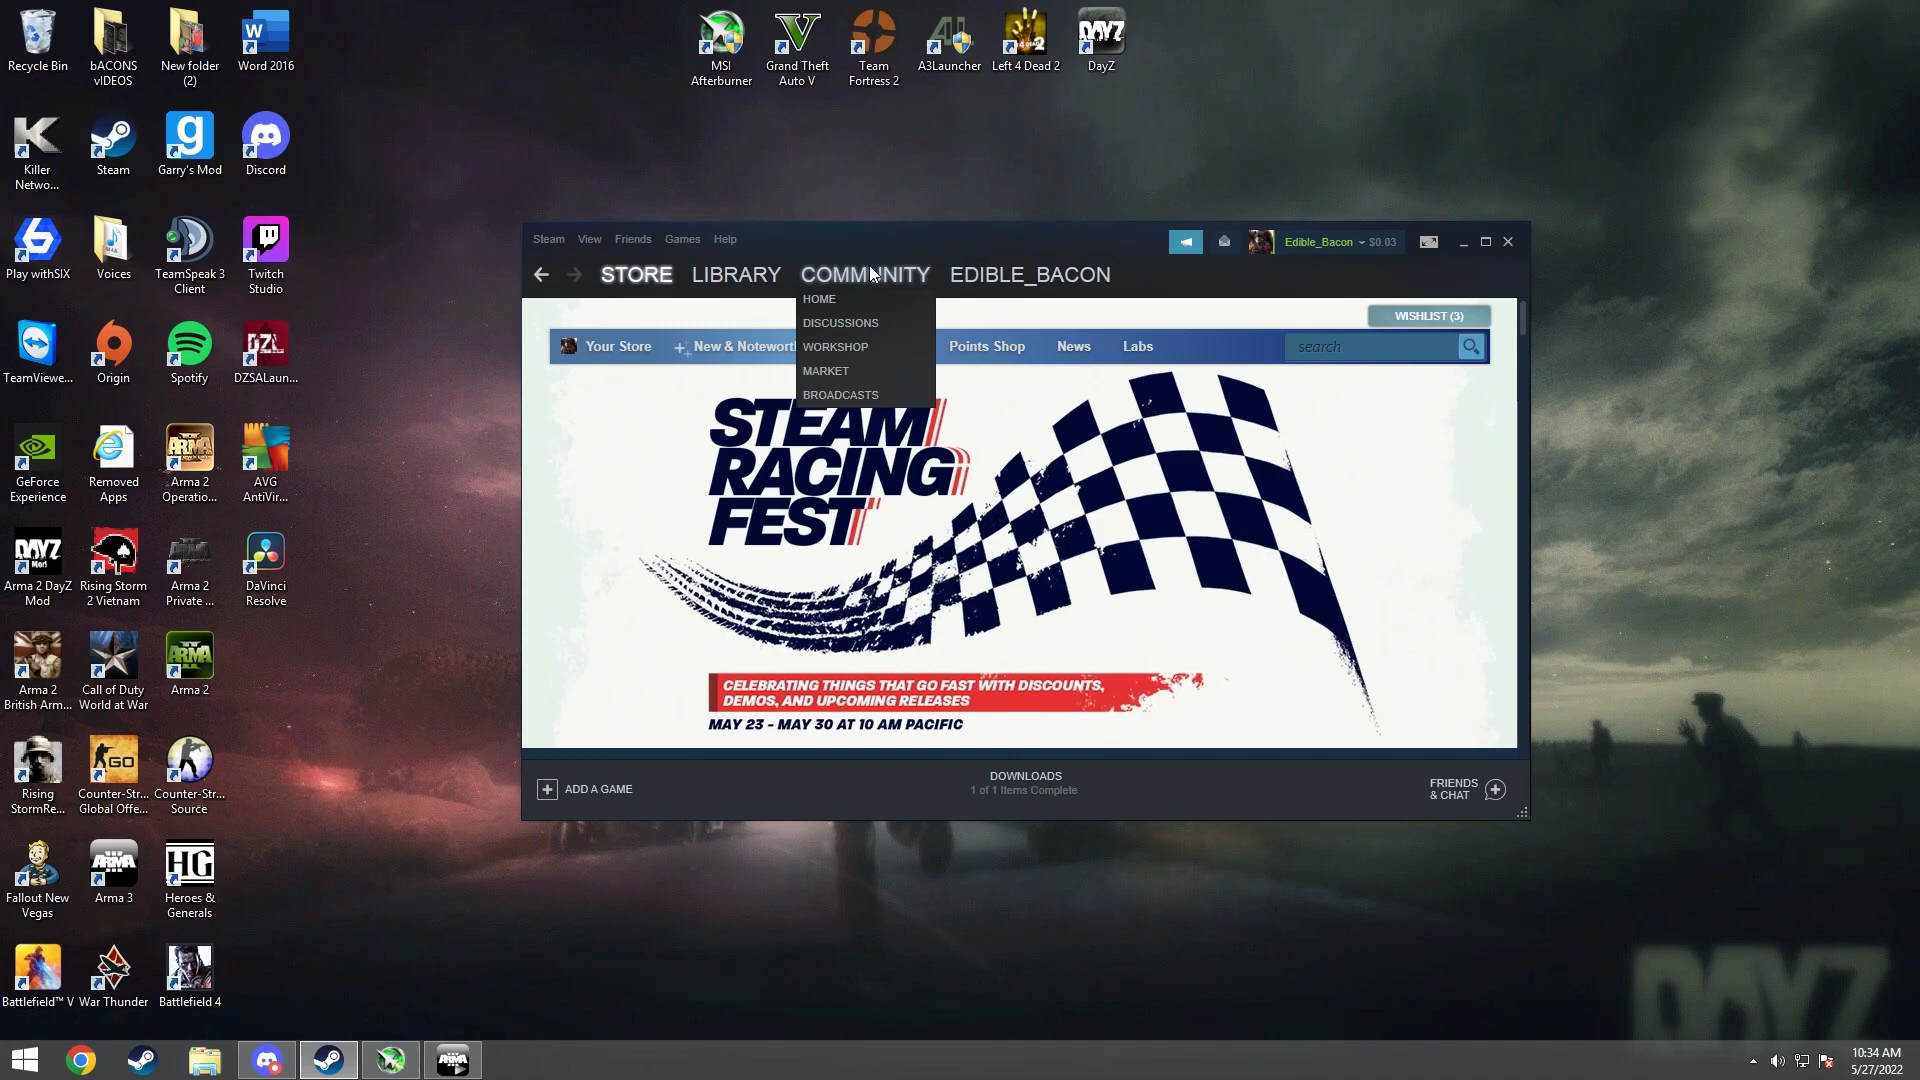 Recycle Bin
bACONS vIDEOS
New folder (2)
Word 2016
MSI Afterburner
Grand Theft Auto V
Team Fortress 2
A3Launcher
Left 4 Dead 2
DayZ
Killer Netwo...
Steam
Garry's Mod
Discord
Play withSIX
Voices
TeamSpeak 3 Client
Twitch Studio
TeamViewe...
Origin
Spotify
DZSALaun...
GeForce Experience
Removed Apps
Arma 2 Operatio...
AVG AntiVir...
Arma 2 DayZ Mod
Rising Storm 2 Vietnam
Arma 2 Private ...
DaVinci Resolve
Arma 2 British Arm...
Call of Duty World at War
Arma 2
Rising StormRe...
Counter-Str... Global Offe...
Counter-Str... Source
Fallout New Vegas
Arma 3
Heroes & Generals
Battlefield™ V
War Thunder
Battlefield 4
Steam View Friends Games Help
Edible_Bacon $0.03
STORE LIBRARY COMMUNITY EDIBLE_BACON
HOME
DISCUSSIONS
WORKSHOP
MARKET
BROADCASTS
WISHLIST (3)
Your Store New & Noteworth Points Shop News Labs search
STEAM
RACING
FEST
CELEBRATING THINGS THAT GO FAST WITH DISCOUNTS,
DEMOS, AND UPCOMING RELEASES
MAY 23 - MAY 30 AT 10 AM PACIFIC
ADD A GAME
DOWNLOADS
1 of 1 Items Complete
FRIENDS
& CHAT
DAYZ
10:34 AM
5/27/2022